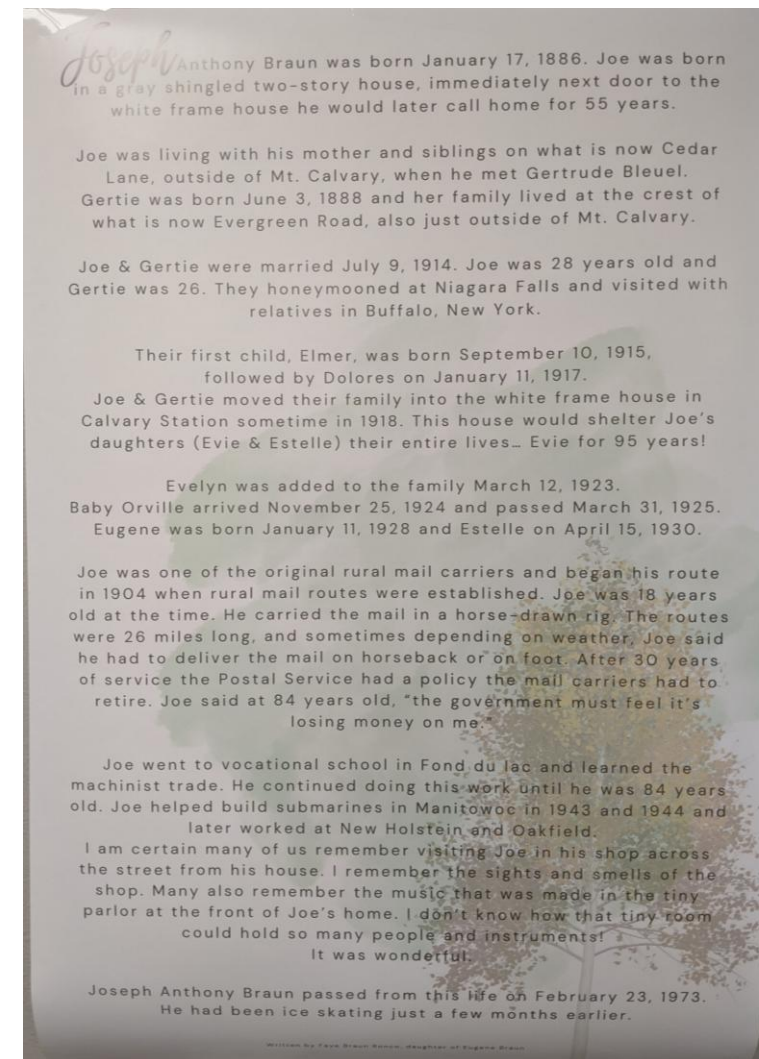 Joseph Anthony Braun was born January 17, 1886. Joe was born
in a gray shingled two-story house, immediately next door to the
white frame house he would later call home for 55 years.
Joe was living with his mother and siblings on what is now Cedar
Lane, outside of Mt. Calvary, when he met Gertrude Bleuel.
Gertie was born June 3, 1888 and her family lived at the crest of
what is now Evergreen Road, also just outside of Mt. Calvary.
Joe & Gertie were married July 9, 1914. Joe was 28 years old and
Gertie was 26. They honeymooned at Niagara Falls and visited with
relatives in Buffalo, New York.
Their first child, Elmer, was born September 10, 1915,
followed by Dolores on January 11, 1917.
Joe & Gertie moved their family into the white frame house in
Calvary Station sometime in 1918. This house would shelter Joe's
daughters (Evie & Estelle) their entire lives… Evie for 95 years!
Evelyn was added to the family March 12, 1923.
Baby Orville arrived November 25, 1924 and passed March 31, 1925.
Eugene was born January 11, 1928 and Estelle on April 15, 1930.
Joe was one of the original rural mail carriers and began his route
in 1904 when rural mail routes were established. Joe was 18 years
old at the time. He carried the mail in a horse-drawn rig. The routes
were 26 miles long, and sometimes depending on weather, Joe said
he had to deliver the mail on horseback or on foot. After 30 years
of service the Postal Service had a policy the mail carriers had to
retire. Joe said at 84 years old, "the government must feel it's
losing money on me."
Joe went to vocational school in Fond du lac and learned the
machinist trade. He continued doing this work until he was 84 years
old. Joe helped build submarines in Manitowoc in 1943 and 1944 and
later worked at New Holstein and Oakfield.
I am certain many of us remember visiting Joe in his shop across
the street from his house. I remember the sights and smells of the
shop. Many also remember the music that was made in the tiny
parlor at the front of Joe's home. I don't know how that tiny room
could hold so many people and instruments!
It was wonderful.
Joseph Anthony Braun passed from this life on February 23, 1973.
He had been ice skating just a few months earlier.
Written by Faye Braun daughter of Eugene Braun